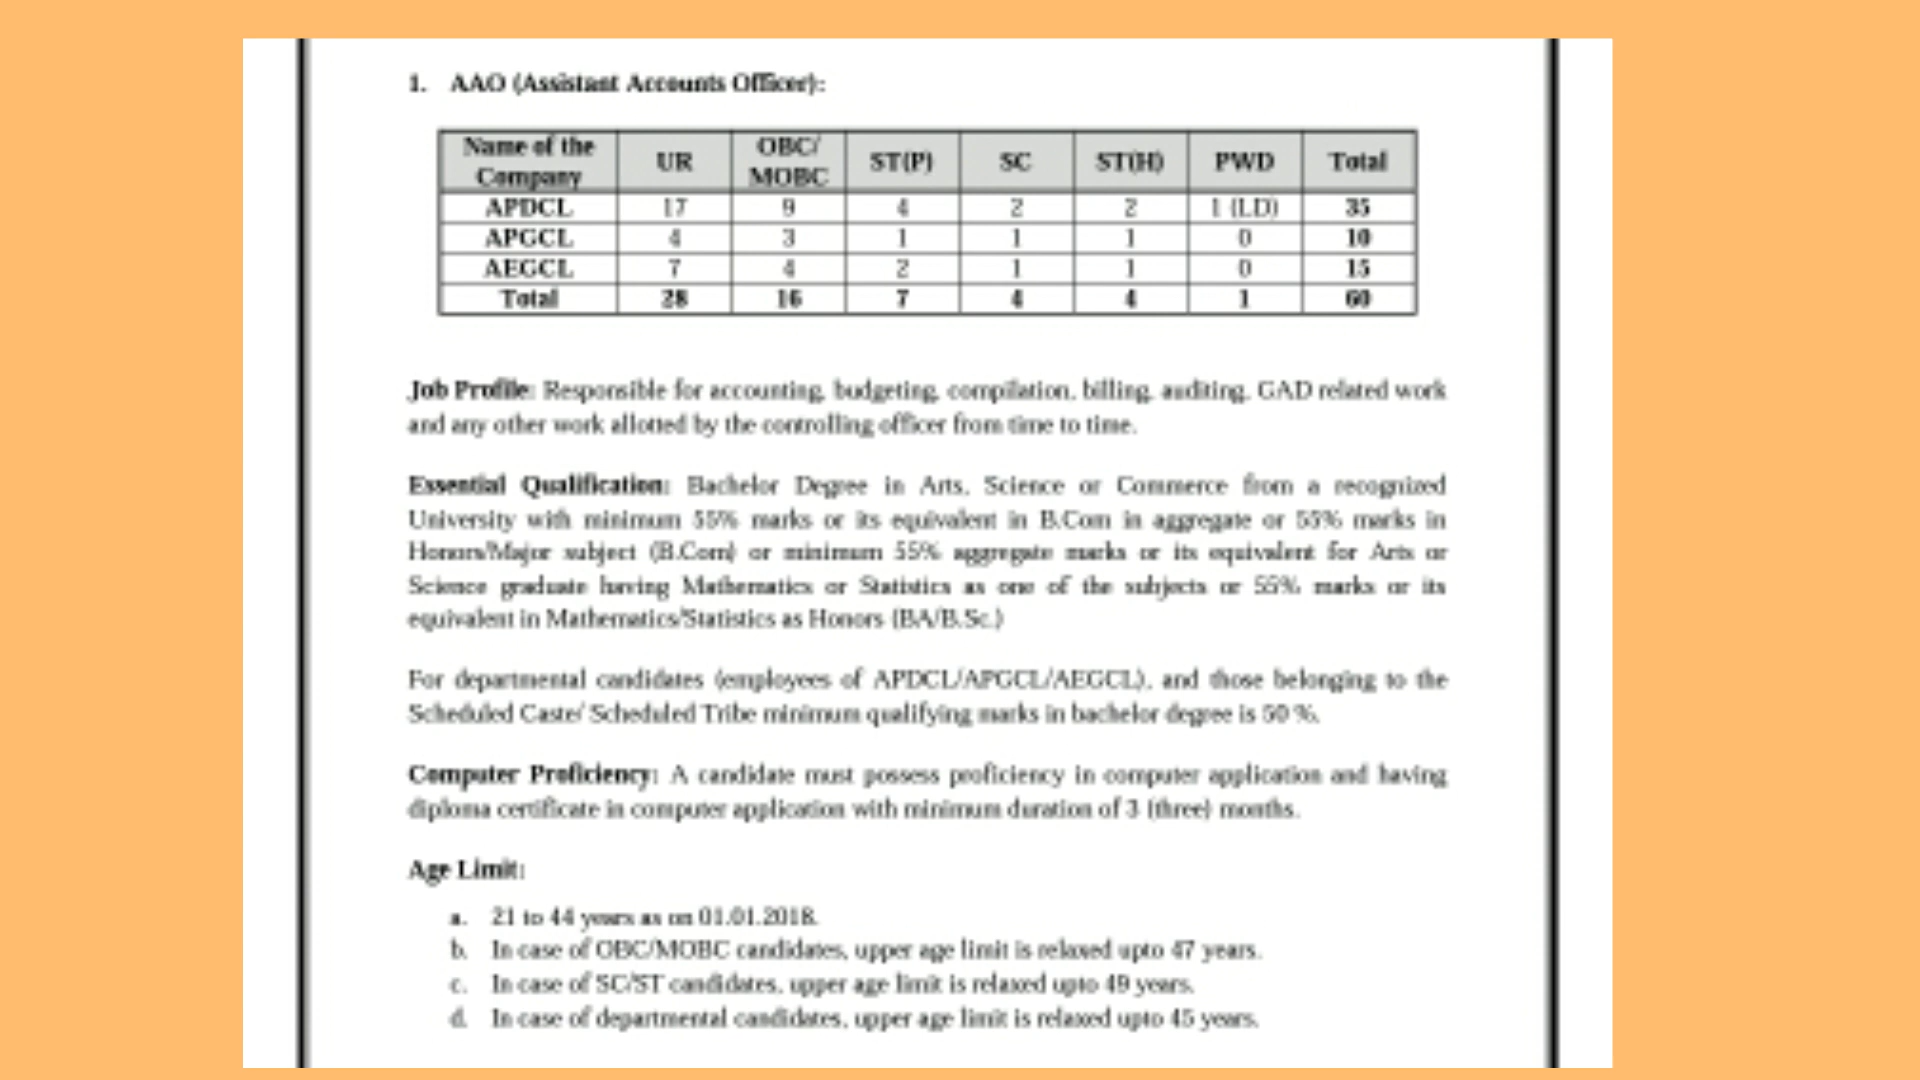 1. AAO (Assistant Accounts Officer):
Name of the Company UR OBC/ MOBC ST(P) SC ST(H) PWD Total
APDCL 17 9 4 2 2 1 (LD) 35
APGCL 4 3 1 1 1 0 10
AEGCL 7 4 2 1 1 0 15
Total 28 16 7 4 4 1 60
Job Profile: Responsible for accounting, budgeting, compilation, billing, auditing, GAD related work
and any other work allotted by the controlling officer from time to time.
Essential Qualification: Bachelor Degree in Arts, Science or Commerce from a recognized
University with minimum 55% marks or its equivalent in B.Com in aggregate or 55% marks in
Honors/Major subject (B.Com) or minimum 55% aggregate marks or its equivalent for Arts or
Science graduate having Mathematics or Statistics as one of the subjects or 55% marks or its
equivalent in Mathematics/Statistics as Honors (BA/B.Sc.)
For departmental candidates (employees of APDCL/APGCL/AEGCL), and those belonging to the
Scheduled Caste/ Scheduled Tribe minimum qualifying marks in bachelor degree is 50 %.
Computer Proficiency: A candidate must possess proficiency in computer application and having
diploma certificate in computer application with minimum duration of 3 (three) months.
Age Limit:
a. 21 to 44 years as on 01.01.2018.
b. In case of OBC/MOBC candidates, upper age limit is relaxed upto 47 years.
c. In case of SC/ST candidates, upper age limit is relaxed upto 49 years.
d. In case of departmental candidates, upper age limit is relaxed upto 45 years.